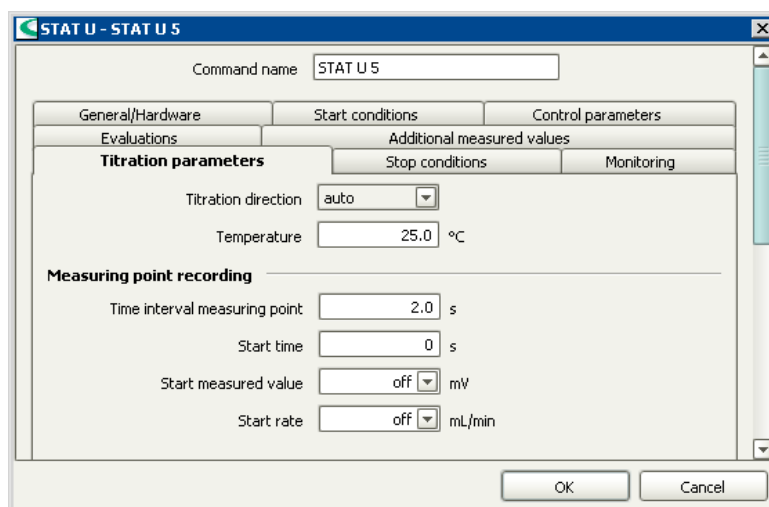 STAT U - STAT U 5
Command name STAT U 5
General/Hardware Start conditions Control parameters
Evaluations Additional measured values
Titration parameters Stop conditions Monitoring
Titration direction auto
Temperature 25.0 °C
Measuring point recording
Time interval measuring point 2.0 s
Start time 0 s
Start measured value off mV
Start rate off mL/min
OK Cancel